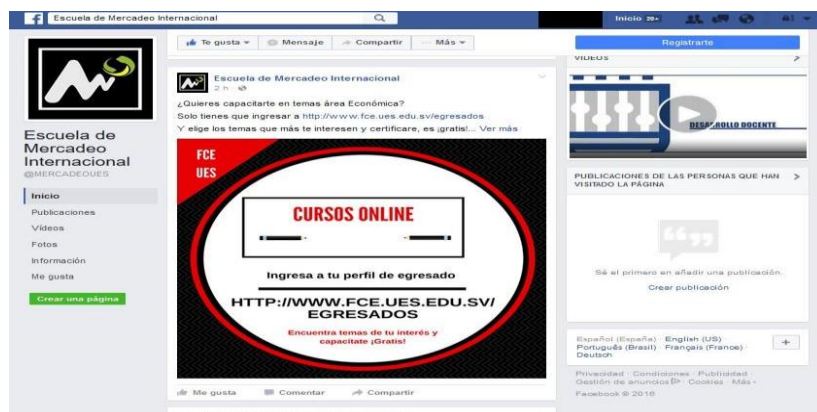 Escuela de Mercadeo Internacional
Inicio 20+
Te gusta
Mensaje
Compartir
Más
Registrarte
Escuela de
Mercadeo
Internacional
@MERCADEOUES
Inicio
Publicaciones
Vídeos
Fotos
Información
Me gusta
Crear una página
Escuela de Mercadeo Internacional
2 h
¿Quieres capacitarte en temas área Económica?
Solo tienes que ingresar a http://www.fce.ues.edu.sv/egresados
Y elige los temas que más te interesen y certificare, es ¡gratis!... Ver más
FCE
UES
CURSOS ONLINE
Ingresa a tu perfil de egresado
HTTP://WWW.FCE.UES.EDU.SV/
EGRESADOS
Encuentra temas de tu interés y
capacítate ¡Gratis!
Me gusta
Comentar
Compartir
VÍDEOS
DESARROLLO DOCENTE
PUBLICACIONES DE LAS PERSONAS QUE HAN
VISITADO LA PÁGINA
Sé el primero en añadir una publicación.
Crear publicación
Español (España) · English (US) ·
Português (Brasil) · Français (France) ·
Deutsch
Privacidad · Condiciones · Publicidad ·
Gestión de anuncios · Cookies · Más
Facebook © 2016